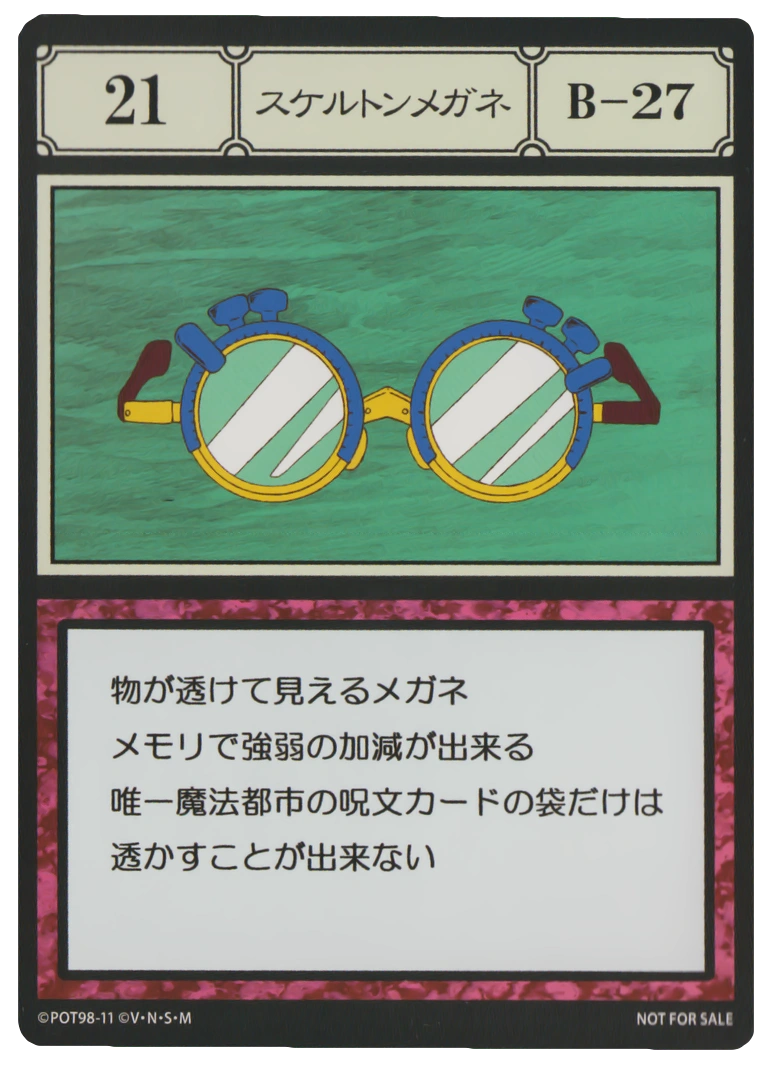 21
スケルトンメガネ
B-27
物が透けて見えるメガネ
メモリで強弱の加減が出来る
唯一魔法都市の呪文カードの袋だけは
透かすことが出来ない
©POT98-11 ©V・N・S・M
NOT FOR SALE